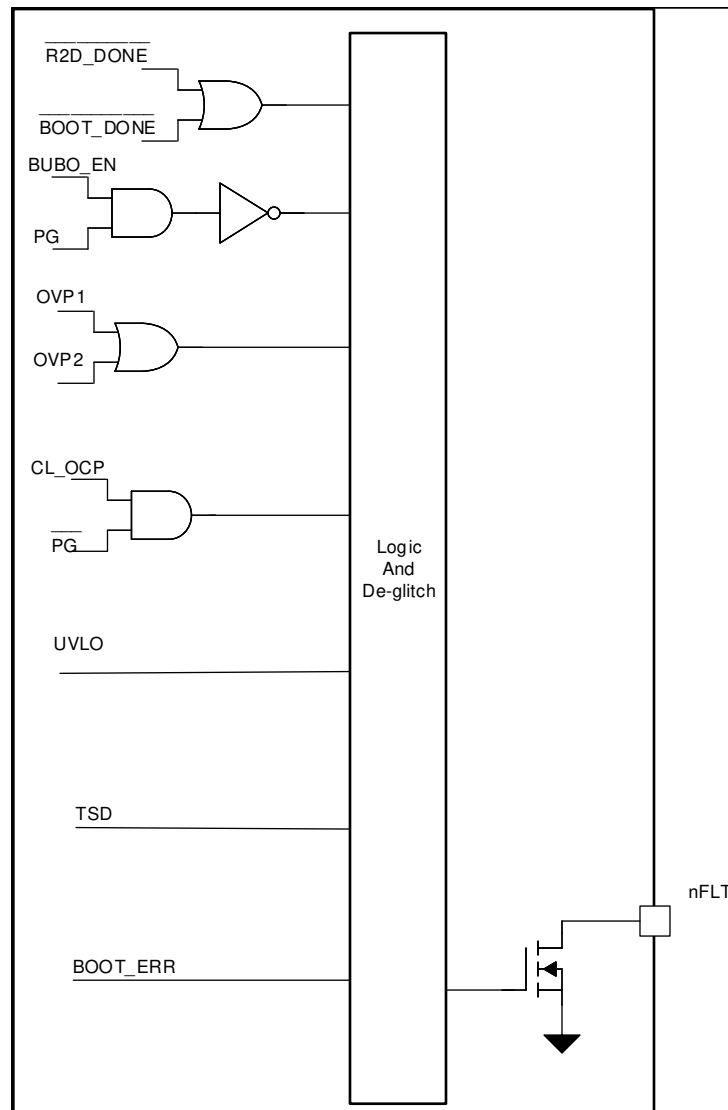 R2D_DONE
BOOT_DONE
BUBO_EN
PG
OVP1
OVP2
CL_OCP
PG
Logic
And
De-glitch
UVLO
TSD
nFLT
BOOT_ERR